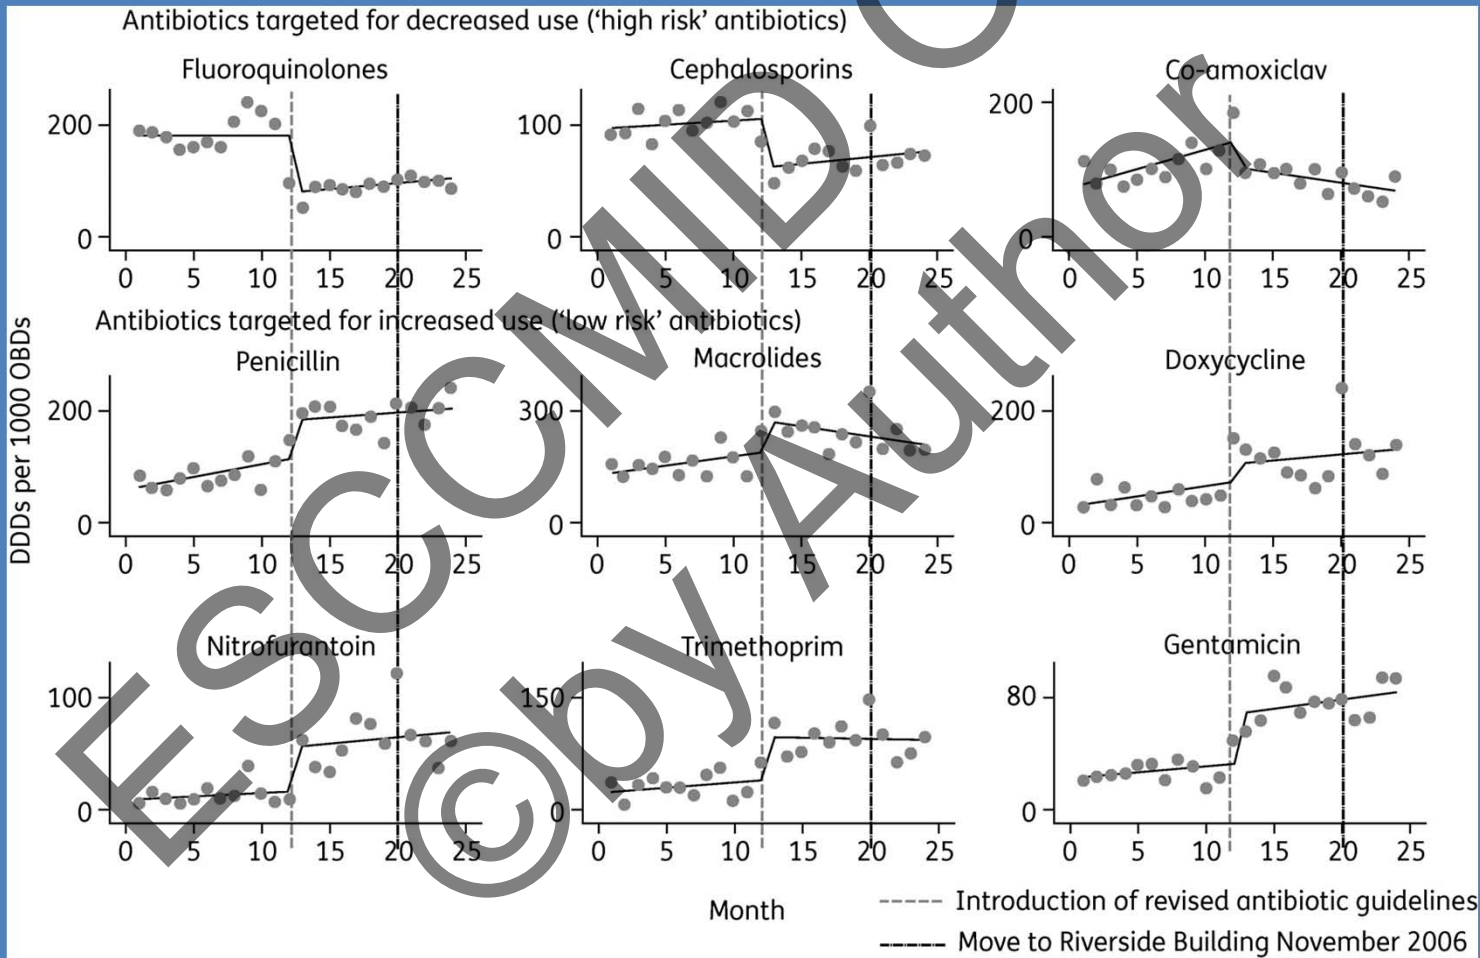 Antibiotics targeted for decreased use (‘high risk’ antibiotics)
Fluoroquinolones
Cephalosporins
Co-amoxiclav
200
0
0 5 10 15 20 25
100
0
0 5 10 15 20 25
200
0
0 5 10 15 20 25
DDDs per 1000 OBDs
Antibiotics targeted for increased use (‘low risk’ antibiotics)
Penicillin
Macrolides
Doxycycline
200
0
0 5 10 15 20 25
300
0
0 5 10 15 20 25
200
0
0 5 10 15 20 25
Nitrofurantoin
Trimethoprim
Gentamicin
100
0
0 5 10 15 20 25
150
0
0 5 10 15 20 25
80
0
0 5 10 15 20 25
Month
Introduction of revised antibiotic guidelines
Move to Riverside Building November 2006
ESCCMID
© by Author